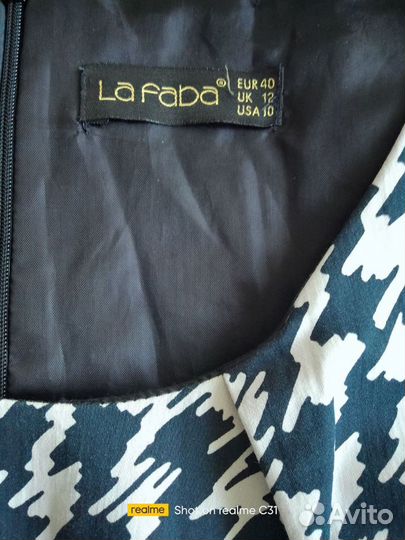 La Faba®
EUR 40
UK 12
USA 10
realme
Shot on realme C31
Avito